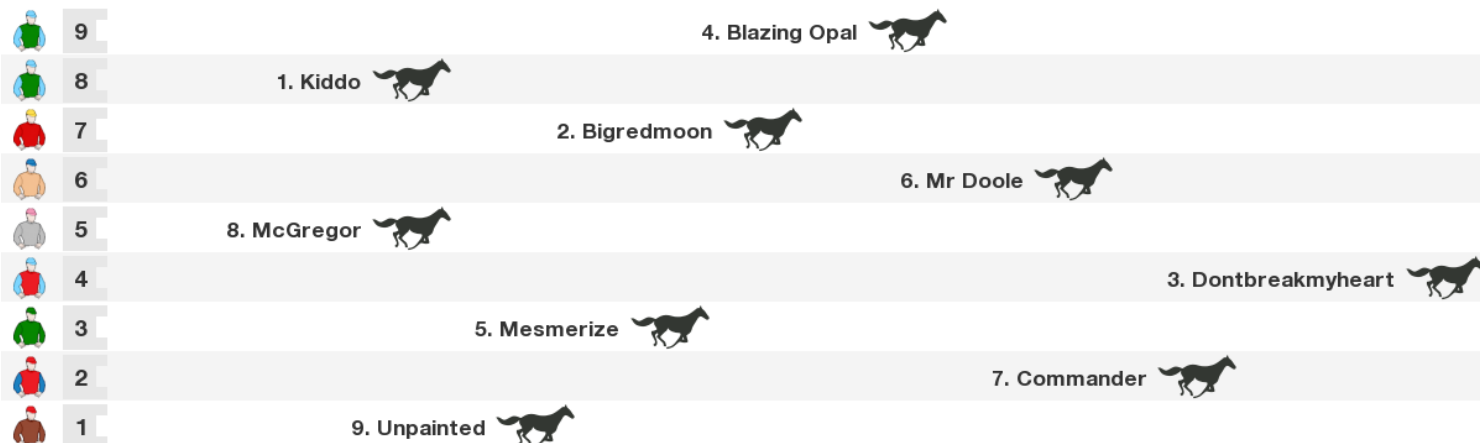 9 4. Blazing Opal
8 1. Kiddo
7 2. Bigredmoon
6 6. Mr Doole
5 8. McGregor
4 3. Dontbreakmyheart
3 5. Mesmerize
2 7. Commander
1 9. Unpainted